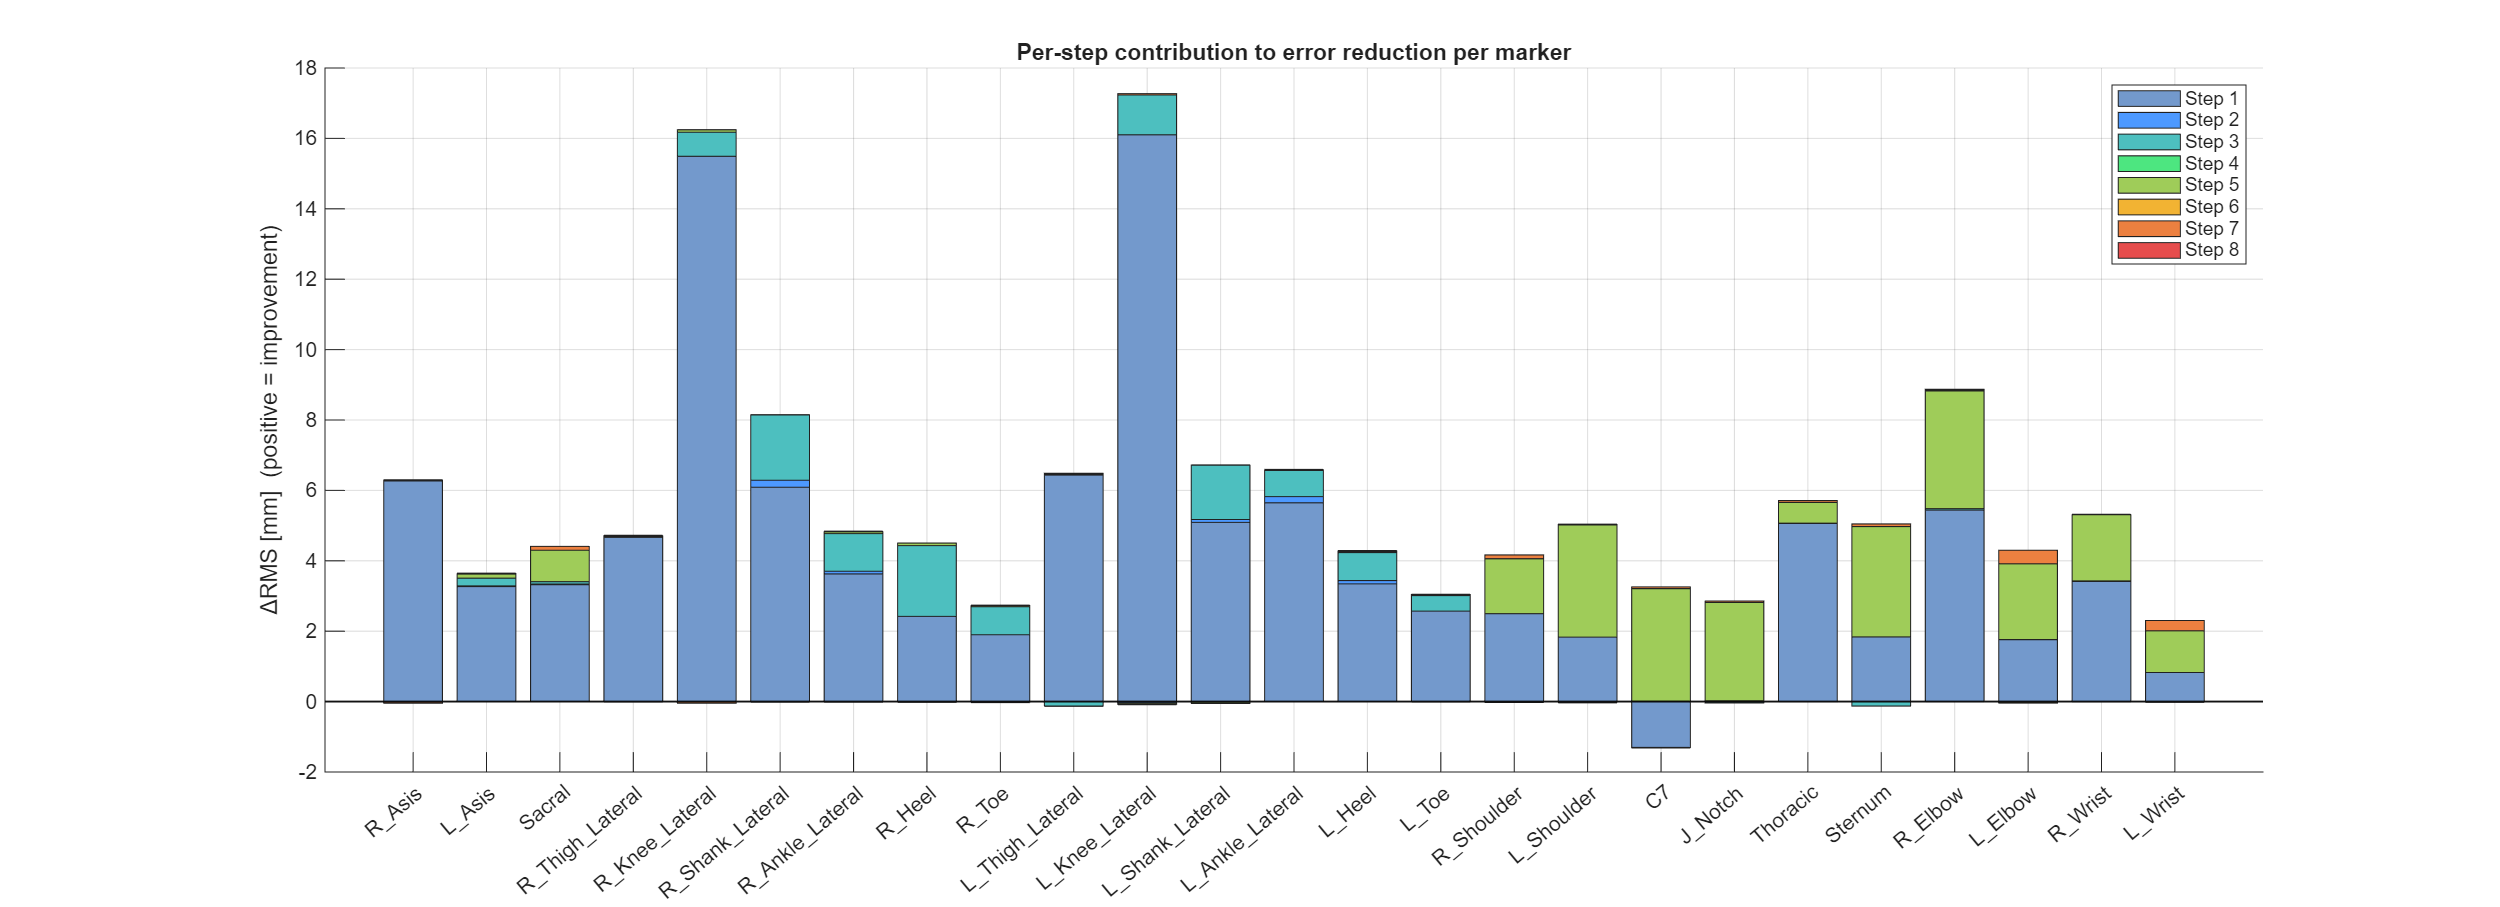 Per-step contribution to error reduction per marker
ΔRMS [mm]  (positive = improvement)
18
16
14
12
10
8
6
4
2
0
-2
Step 1
Step 2
Step 3
Step 4
Step 5
Step 6
Step 7
Step 8
R_Asis
L_Asis
Sacral
R_Thigh_Lateral
R_Knee_Lateral
R_Shank_Lateral
R_Ankle_Lateral
R_Heel
R_Toe
L_Thigh_Lateral
L_Knee_Lateral
L_Shank_Lateral
L_Ankle_Lateral
L_Heel
L_Toe
R_Shoulder
L_Shoulder
C7
J_Notch
Thoracic
Sternum
R_Elbow
L_Elbow
R_Wrist
L_Wrist